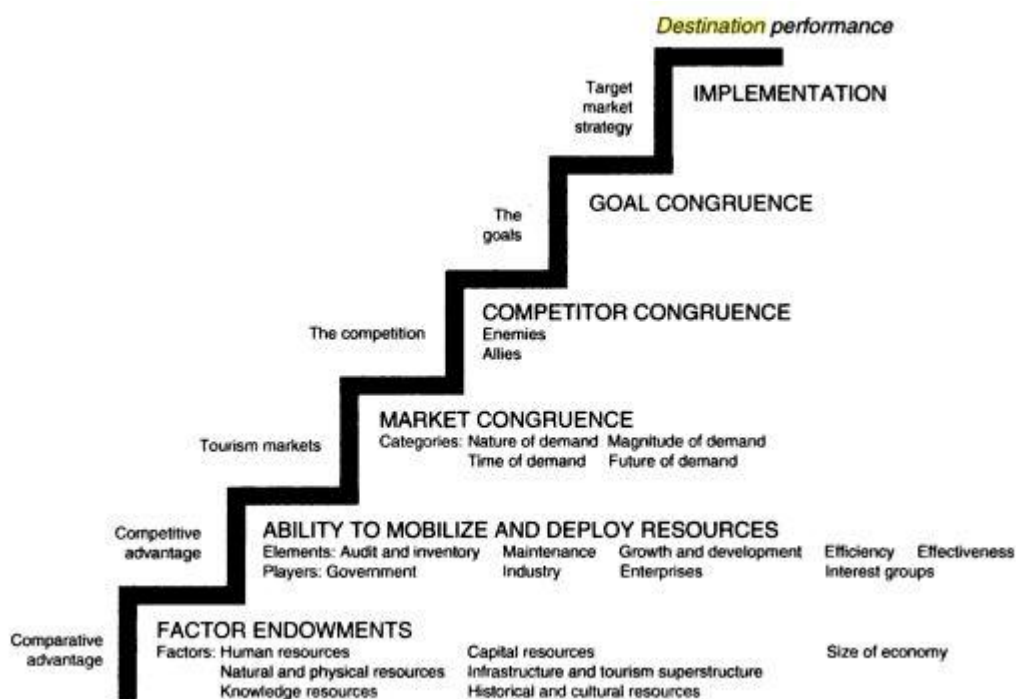 Destination performance
Target
market
strategy
IMPLEMENTATION
GOAL CONGRUENCE
The
goals
COMPETITOR CONGRUENCE
Enemies
Allies
The competition
MARKET CONGRUENCE
Categories: Nature of demand Magnitude of demand
Time of demand Future of demand
Tourism markets
ABILITY TO MOBILIZE AND DEPLOY RESOURCES
Elements: Audit and inventory Maintenance Growth and development Efficiency Effectiveness
Players: Government Industry Enterprises Interest groups
Competitive
advantage
FACTOR ENDOWMENTS
Factors: Human resources Capital resources Size of economy
Natural and physical resources Infrastructure and tourism superstructure
Knowledge resources Historical and cultural resources
Comparative
advantage